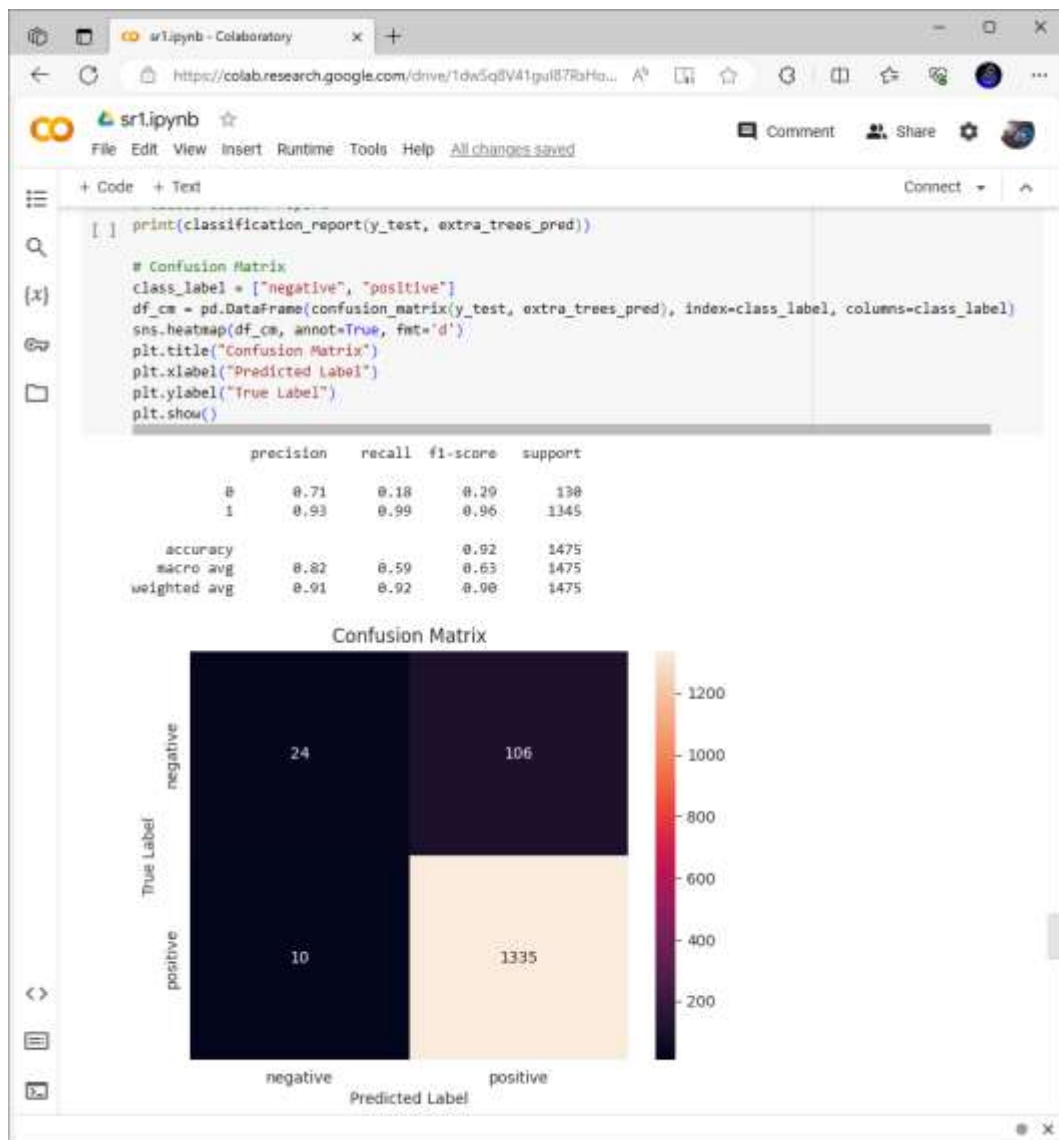 sr1.ipynb - Colaboratory
https://colab.research.google.com/drive/
sr1.ipynb
Comment
Share
File Edit View Insert Runtime Tools Help All changes saved
+ Code + Text
Connect
[ ] print(classification_report(y_test, extra_trees_pred))
# Confusion Matrix
class_label = ["negative", "positive"]
df_cm = pd.DataFrame(confusion_matrix(y_test, extra_trees_pred), index=class_label, columns=class_label)
sns.heatmap(df_cm, annot=True, fmt='d')
plt.title("Confusion Matrix")
plt.xlabel("Predicted Label")
plt.ylabel("True Label")
plt.show()
precision recall f1-score support
0 0.71 0.18 0.29 130
1 0.93 0.99 0.96 1345
accuracy 0.92 1475
macro avg 0.82 0.59 0.63 1475
weighted avg 0.91 0.92 0.90 1475
Confusion Matrix
negative
24 106
positive
10 1335
True Label
1200
1000
800
600
400
200
negative positive
Predicted Label